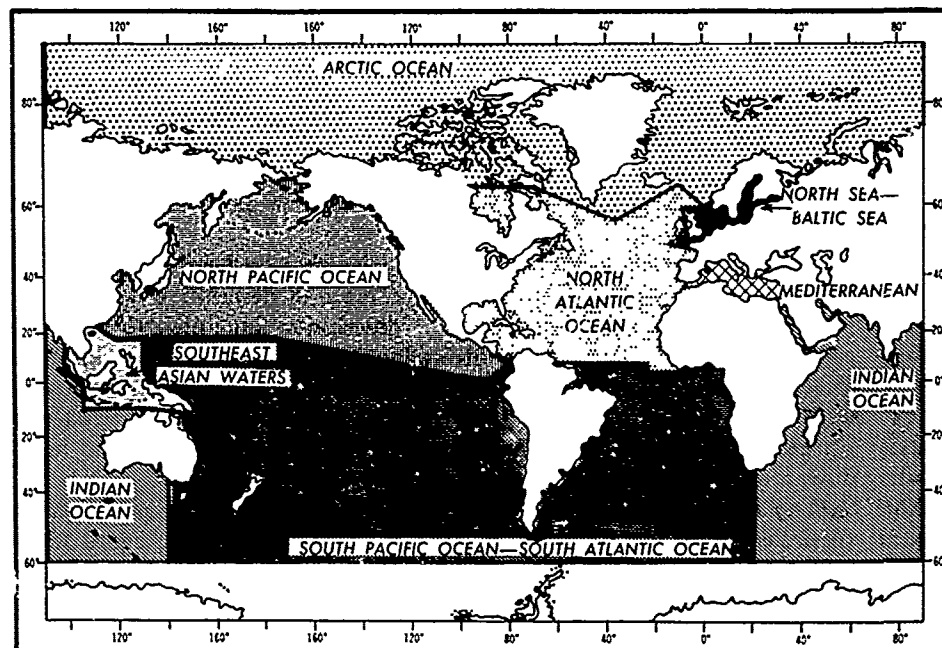 120° 160° 160° 120° 80° 40° 0° 40° 80°
ARCTIC OCEAN
80° 80°
NORTH SEA—
BALTIC SEA
60° 60°
NORTH PACIFIC OCEAN
NORTH
ATLANTIC
OCEAN
MEDITERRANEAN
40° 40°
20° 20°
SOUTHEAST
ASIAN WATERS
0° 0°
INDIAN
OCEAN
20° 20°
INDIAN
OCEAN
40° 40°
SOUTH PACIFIC OCEAN—SOUTH ATLANTIC OCEAN
60° 60°
120° 160° 160° 120° 80° 40° 0° 40° 80°